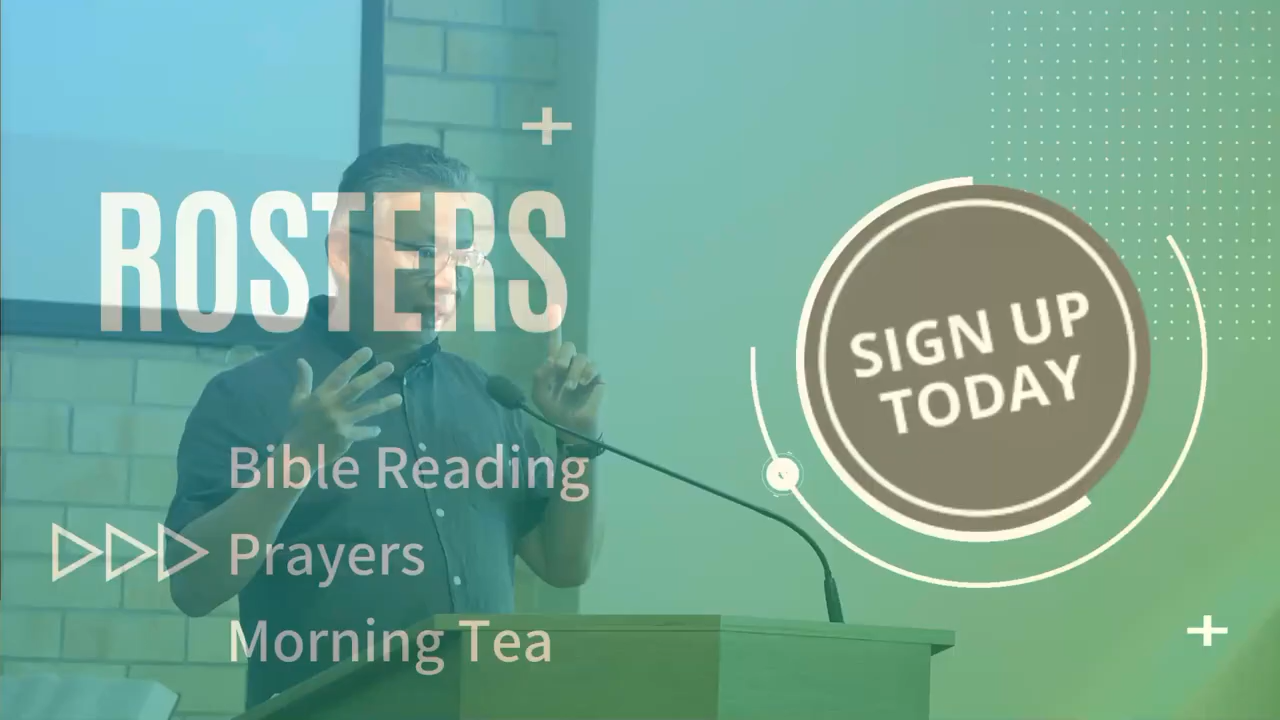 ROSTERS
Bible Reading
Prayers
Morning Tea
SIGN UP
TODAY